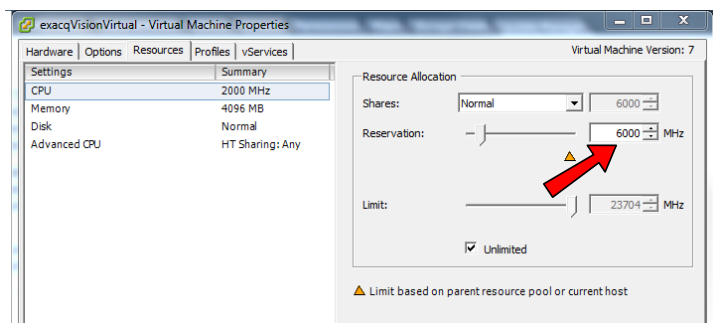 exacqVisionVirtual - Virtual Machine Properties
Hardware Options Resources Profiles vServices Virtual Machine Version: 7
Settings Summary
CPU 2000 MHz
Memory 4096 MB
Disk Normal
Advanced CPU HT Sharing: Any
Resource Allocation
Shares: Normal 6000
Reservation: 6000 MHz
Limit: 23704 MHz
Unlimited
Limit based on parent resource pool or current host